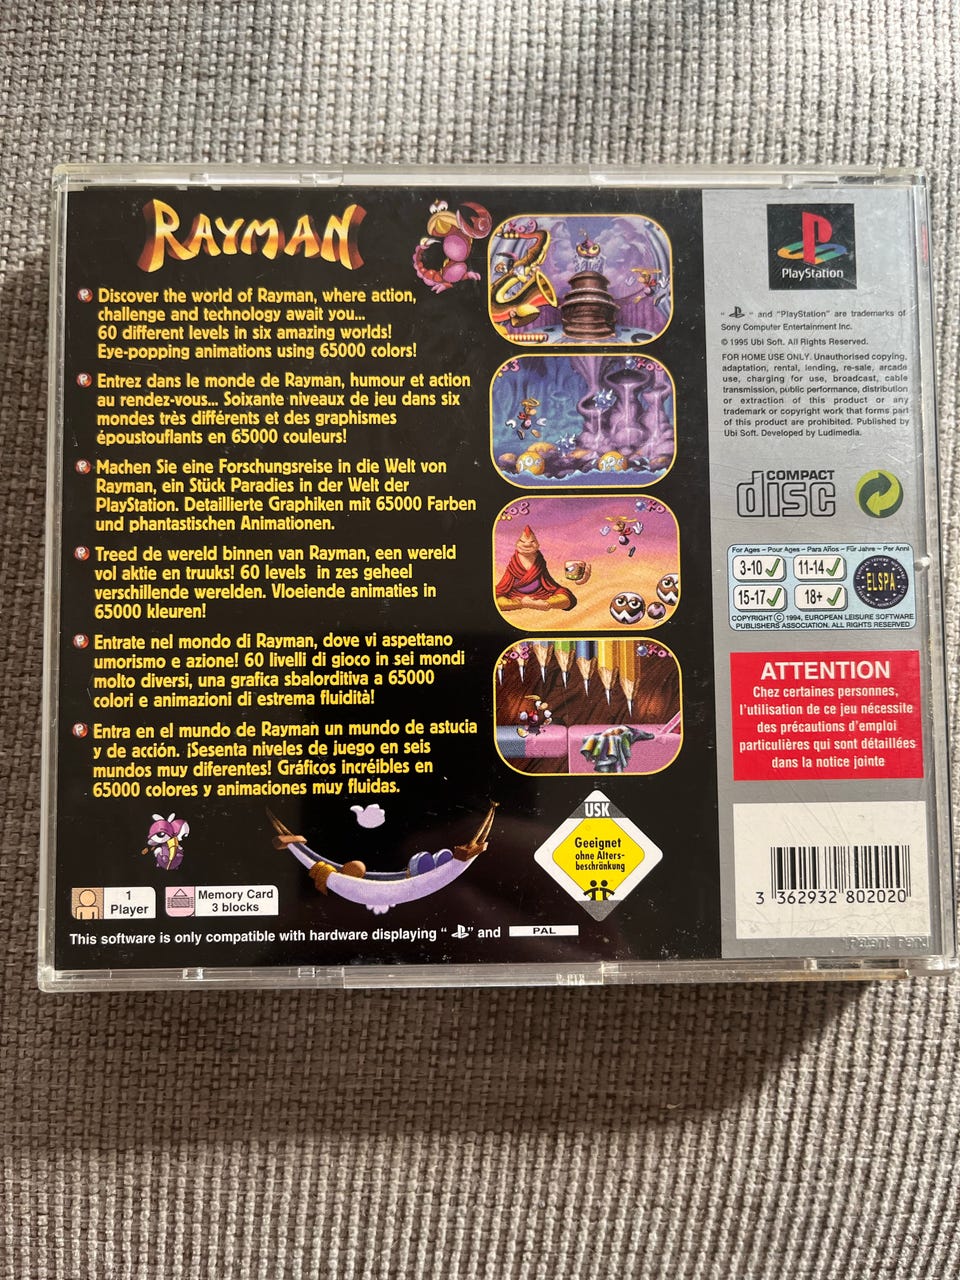 RAYMAN
Discover the world of Rayman, where action,
challenge and technology await you...
60 different levels in six amazing worlds!
Eye-popping animations using 65000 colors!
Entrez dans le monde de Rayman, humour et action
au rendez-vous... Soixante niveaux de jeu dans six
mondes très différents et des graphismes
époustouflants en 65000 couleurs!
Machen Sie eine Forschungsreise in die Welt von
Rayman, ein Stück Paradies in der Welt der
PlayStation. Detaillierte Graphiken mit 65000 Farben
und phantastischen Animationen.
Treed de wereld binnen van Rayman, een wereld
vol aktie en truuks! 60 levels in zes geheel
verschillende werelden. Vloeiende animaties in
65000 kleuren!
Entrate nel mondo di Rayman, dove vi aspettano
umorismo e azione! 60 livelli di gioco in sei mondi
molto diversi, una grafica sbalorditiva a 65000
colori e animazioni di estrema fluidità!
Entra en el mundo de Rayman un mundo de astucia
y de acción. ¡Sesenta niveles de juego en seis
mundos muy diferentes! Gráficos increíbles en
65000 colores y animaciones muy fluidas.
1
Player
Memory Card
3 blocks
USK
Geeignet
ohne Alters-
beschränkung
This software is only compatible with hardware displaying " " and PAL
PlayStation
" " and "PlayStation" are trademarks of
Sony Computer Entertainment Inc.
© 1995 Ubi Soft. All Rights Reserved.
FOR HOME USE ONLY. Unauthorised copying,
adaptation, rental, lending, re-sale, arcade
use, charging for use, broadcast, cable
transmission, public performance, distribution
or extraction of this product or any
trademark or copyright work that forms part
of this product are prohibited. Published by
Ubi Soft. Developed by Ludimedia.
COMPACT
disc
For Ages – Pour Ages – Para Años – Für Jahre – Per Anni
3-10 11-14
15-17 18+
ELSPA
COPYRIGHT © 1994, EUROPEAN LEISURE SOFTWARE
PUBLISHERS ASSOCIATION. ALL RIGHTS RESERVED
ATTENTION
Chez certaines personnes,
l'utilisation de ce jeu nécessite
des précautions d'emploi
particulières qui sont détaillées
dans la notice jointe
3 362932 802020